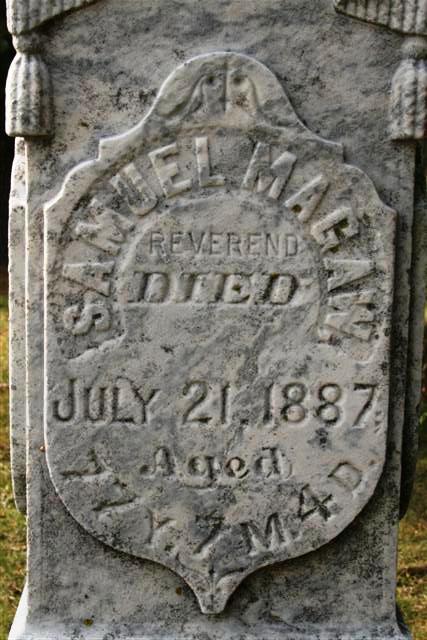 SAMUEL MAGAW
REVEREND
DIED
JULY 21, 1887.
Aged
77 Y. 7 M. 4 D.